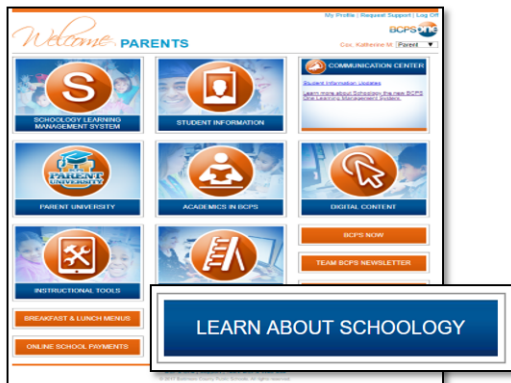 My Profile | Request Support | Log Off
Welcome PARENTS
BCPS one
Cox, Katherine M. Parent
S
SCHOOLOGY LEARNING
MANAGEMENT SYSTEM
STUDENT INFORMATION
COMMUNICATION CENTER
Student information updates
Learn more about Schoology the new BCPS
One Learning Management System.
PARENT
UNIVERSITY
PARENT UNIVERSITY
ACADEMICS IN BCPS
DIGITAL CONTENT
INSTRUCTIONAL TOOLS
BCPS NOW
TEAM BCPS NEWSLETTER
LEARN ABOUT SCHOOLOGY
BREAKFAST & LUNCH MENUS
ONLINE SCHOOL PAYMENTS
© 2017 Baltimore County Public Schools. All rights reserved.